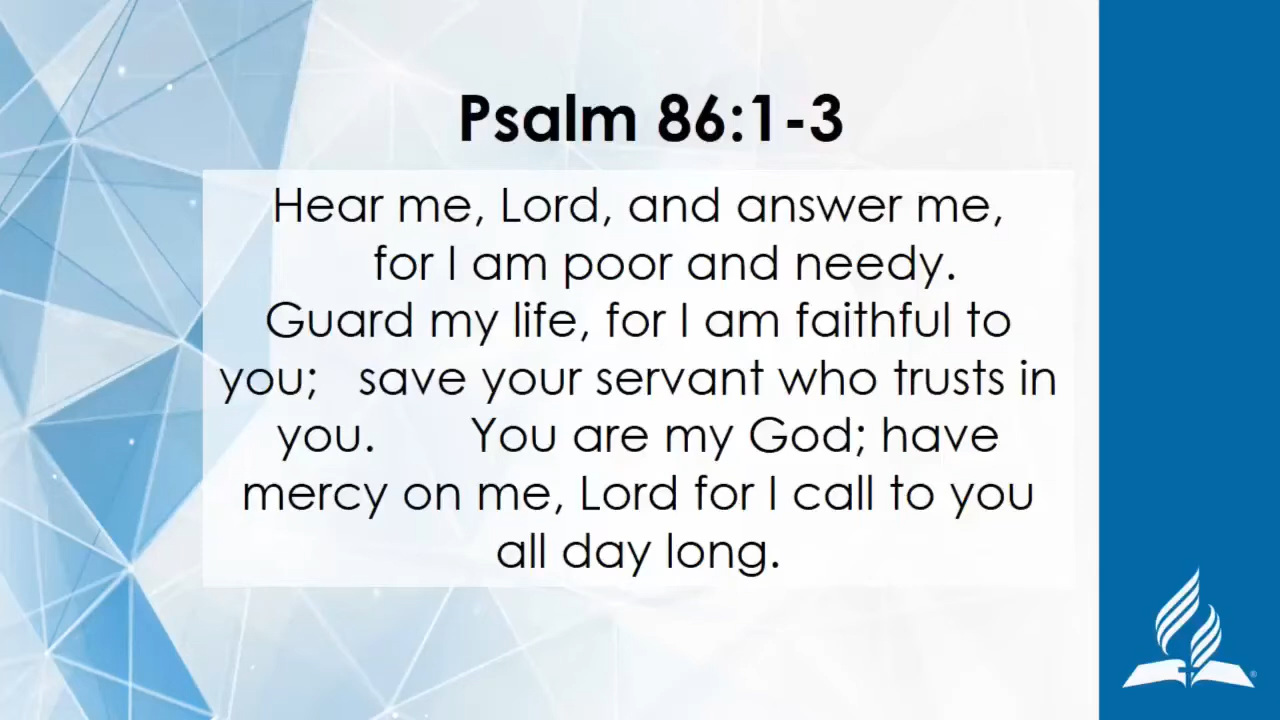 Psalm 86:1-3
Hear me, Lord, and answer me,
for I am poor and needy.
Guard my life, for I am faithful to
you; save your servant who trusts in
you. You are my God; have
mercy on me, Lord for I call to you
all day long.
®